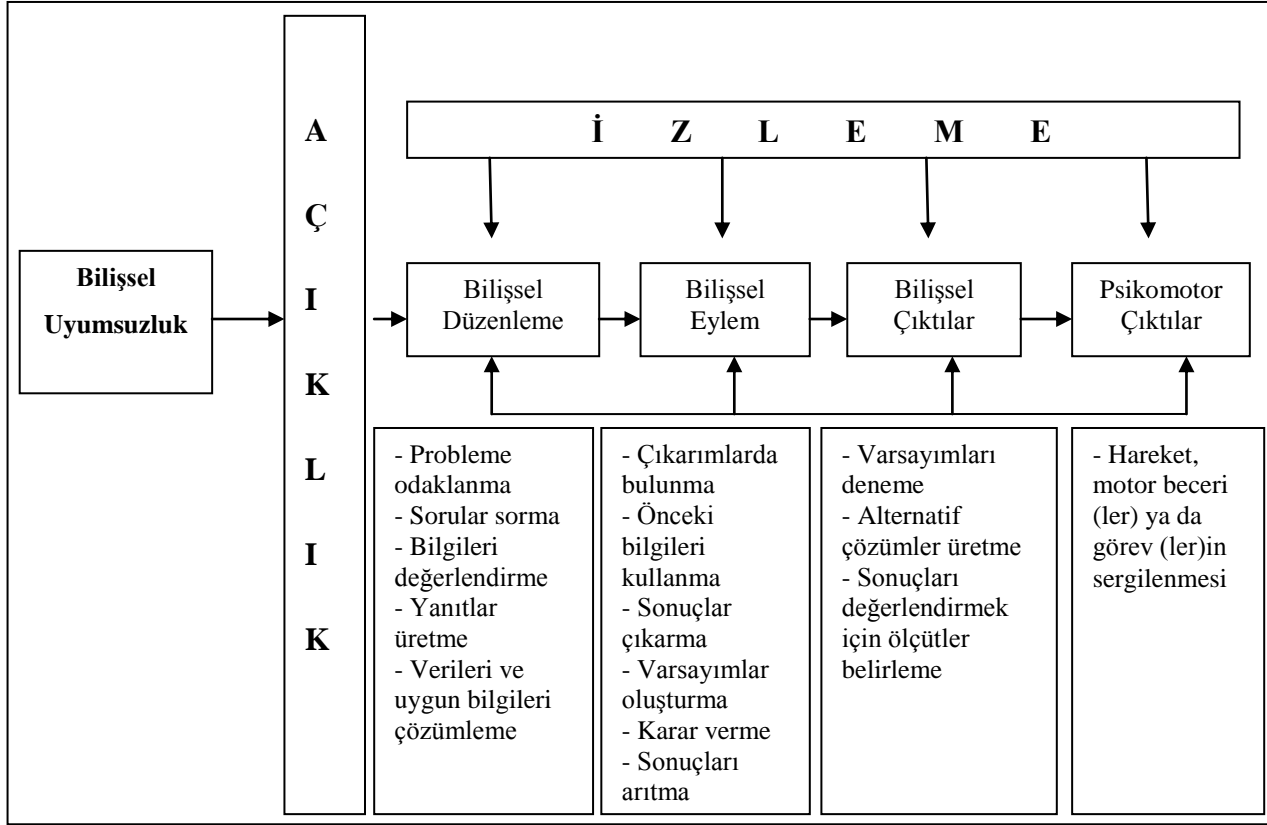 İ Z L E M E
A
Ç
I
K
L
I
K
Bilişsel
Uyumsuzluk
Bilişsel
Düzenleme
Bilişsel
Eylem
Bilişsel
Çıktılar
Psikomotor
Çıktılar
- Probleme
odaklanma
- Sorular sorma
- Bilgileri
değerlendirme
- Yanıtlar
üretme
- Verileri ve
uygun bilgileri
çözümleme
- Çıkarımlarda
bulunma
- Önceki
bilgileri
kullanma
- Sonuçlar
çıkarma
- Varsayımlar
oluşturma
- Karar verme
- Sonuçları
arıtma
- Varsayımları
deneme
- Alternatif
çözümler üretme
- Sonuçları
değerlendirmek
için ölçütler
belirleme
- Hareket,
motor beceri
(ler) ya da
görev (ler)in
sergilenmesi